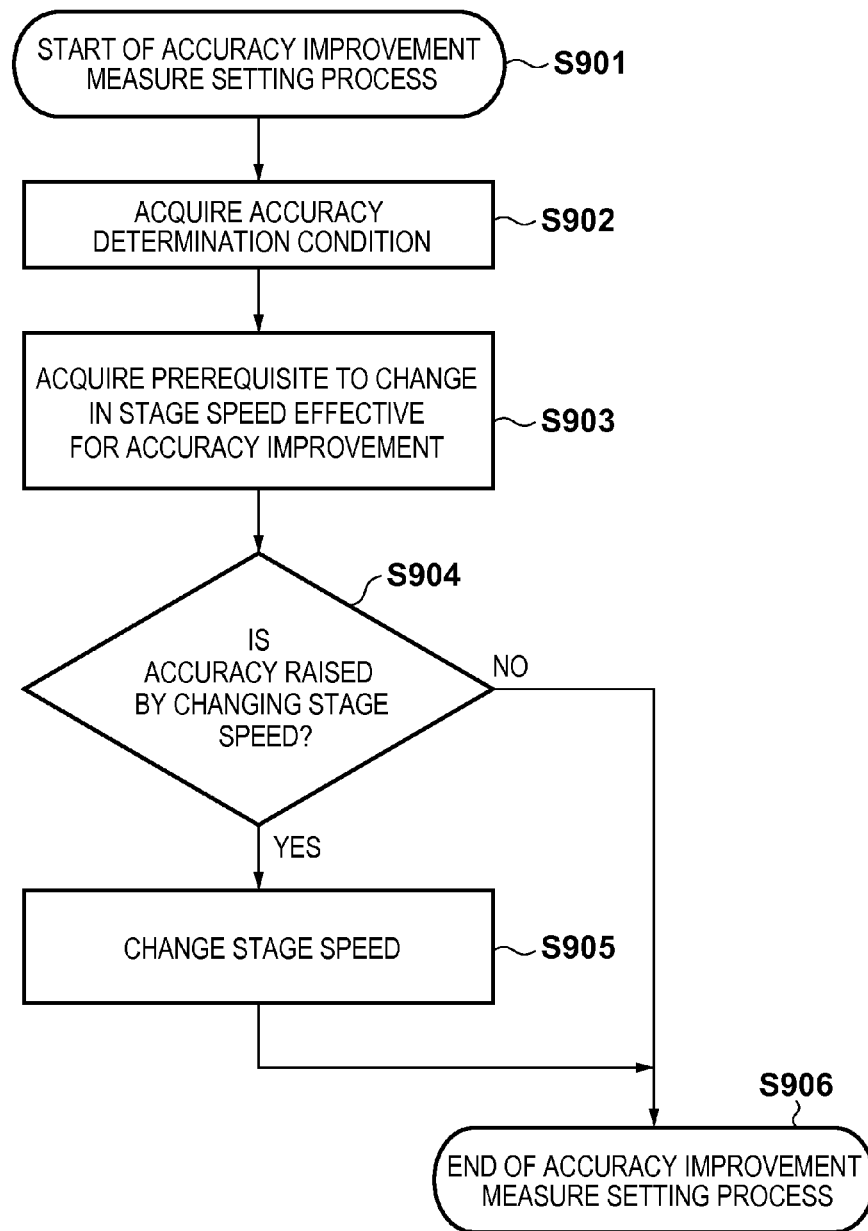 START OF ACCURACY IMPROVEMENT
MEASURE SETTING PROCESS
S901
ACQUIRE ACCURACY
DETERMINATION CONDITION
S902
ACQUIRE PREREQUISITE TO CHANGE
IN STAGE SPEED EFFECTIVE
FOR ACCURACY IMPROVEMENT
S903
S904
IS
ACCURACY RAISED
BY CHANGING STAGE
SPEED?
NO
YES
CHANGE STAGE SPEED
S905
S906
END OF ACCURACY IMPROVEMENT
MEASURE SETTING PROCESS